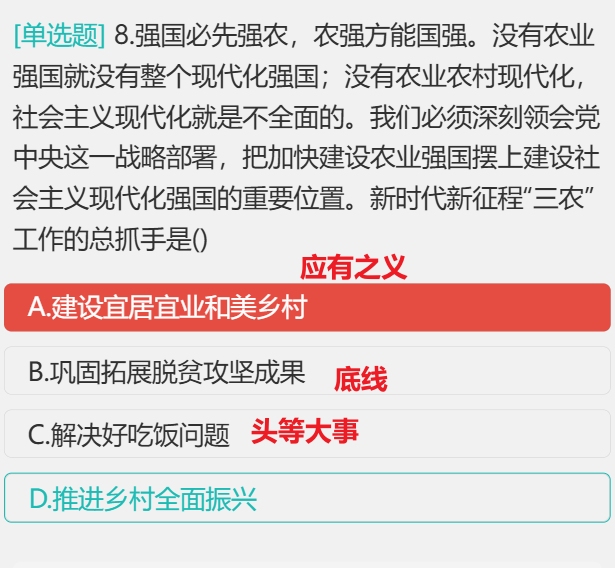 [单选题] 8.强国必先强农，农强方能国强。没有农业
强国就没有整个现代化强国；没有农业农村现代化，
社会主义现代化就是不全面的。我们必须深刻领会党
中央这一战略部署，把加快建设农业强国摆上建设社
会主义现代化强国的重要位置。新时代新征程“三农”
工作的总抓手是()
应有之义
A.建设宜居宜业和美乡村
B.巩固拓展脱贫攻坚成果 底线
C.解决好吃饭问题 头等大事
D.推进乡村全面振兴